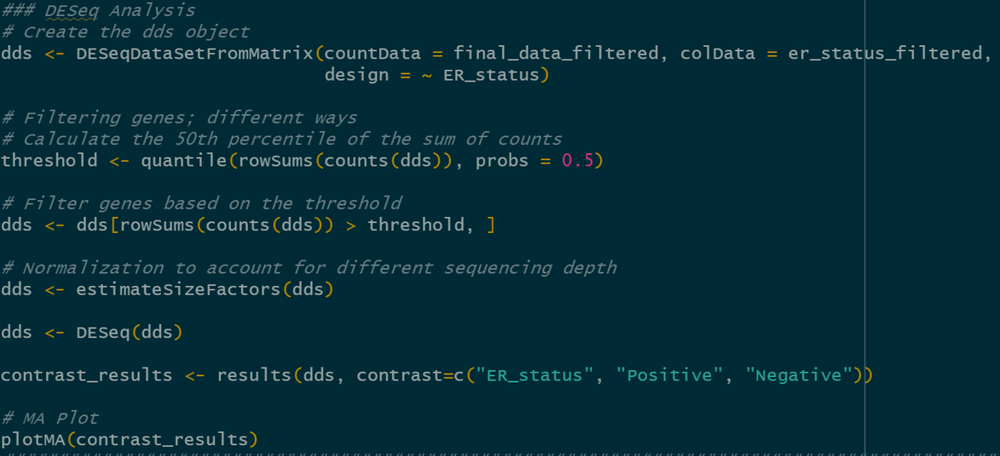 ### DESeq Analysis
# Create the dds object
dds <- DESeqDataSetFromMatrix(countData = final_data_filtered, colData = er_status_filtered,
                              design = ~ ER_status)
# Filtering genes; different ways
# Calculate the 50th percentile of the sum of counts
threshold <- quantile(rowSums(counts(dds)), probs = 0.5)
# Filter genes based on the threshold
dds <- dds[rowSums(counts(dds)) > threshold, ]
# Normalization to account for different sequencing depth
dds <- estimateSizeFactors(dds)
dds <- DESeq(dds)
contrast_results <- results(dds, contrast=c("ER_status", "Positive", "Negative"))
# MA Plot
plotMA(contrast_results)